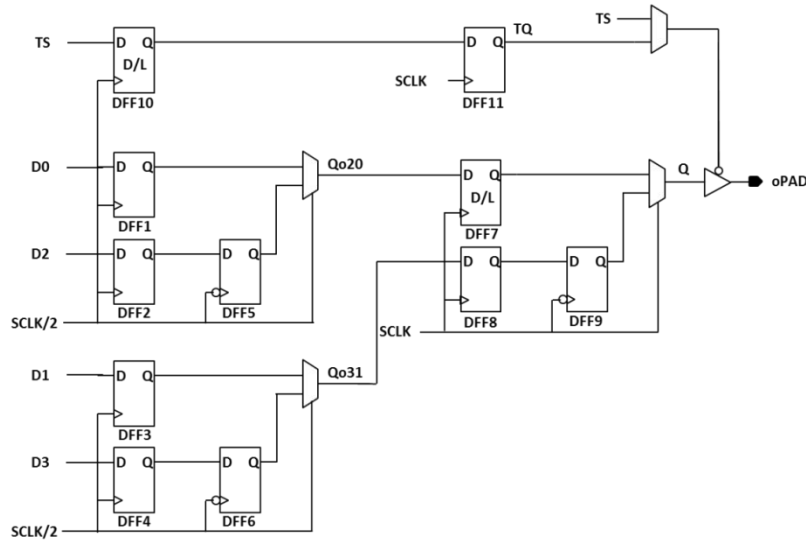 TS D Q D/L DFF10
D Q TQ DFF11
SCLK
TS
D0 D Q DFF1
Qo20
D Q D/L DFF7
Q
oPAD
D2 D Q DFF2
D Q DFF5
D Q DFF8
D Q DFF9
SCLK/2
SCLK
D1 D Q DFF3
Qo31
D3 D Q DFF4
D Q DFF6
SCLK/2